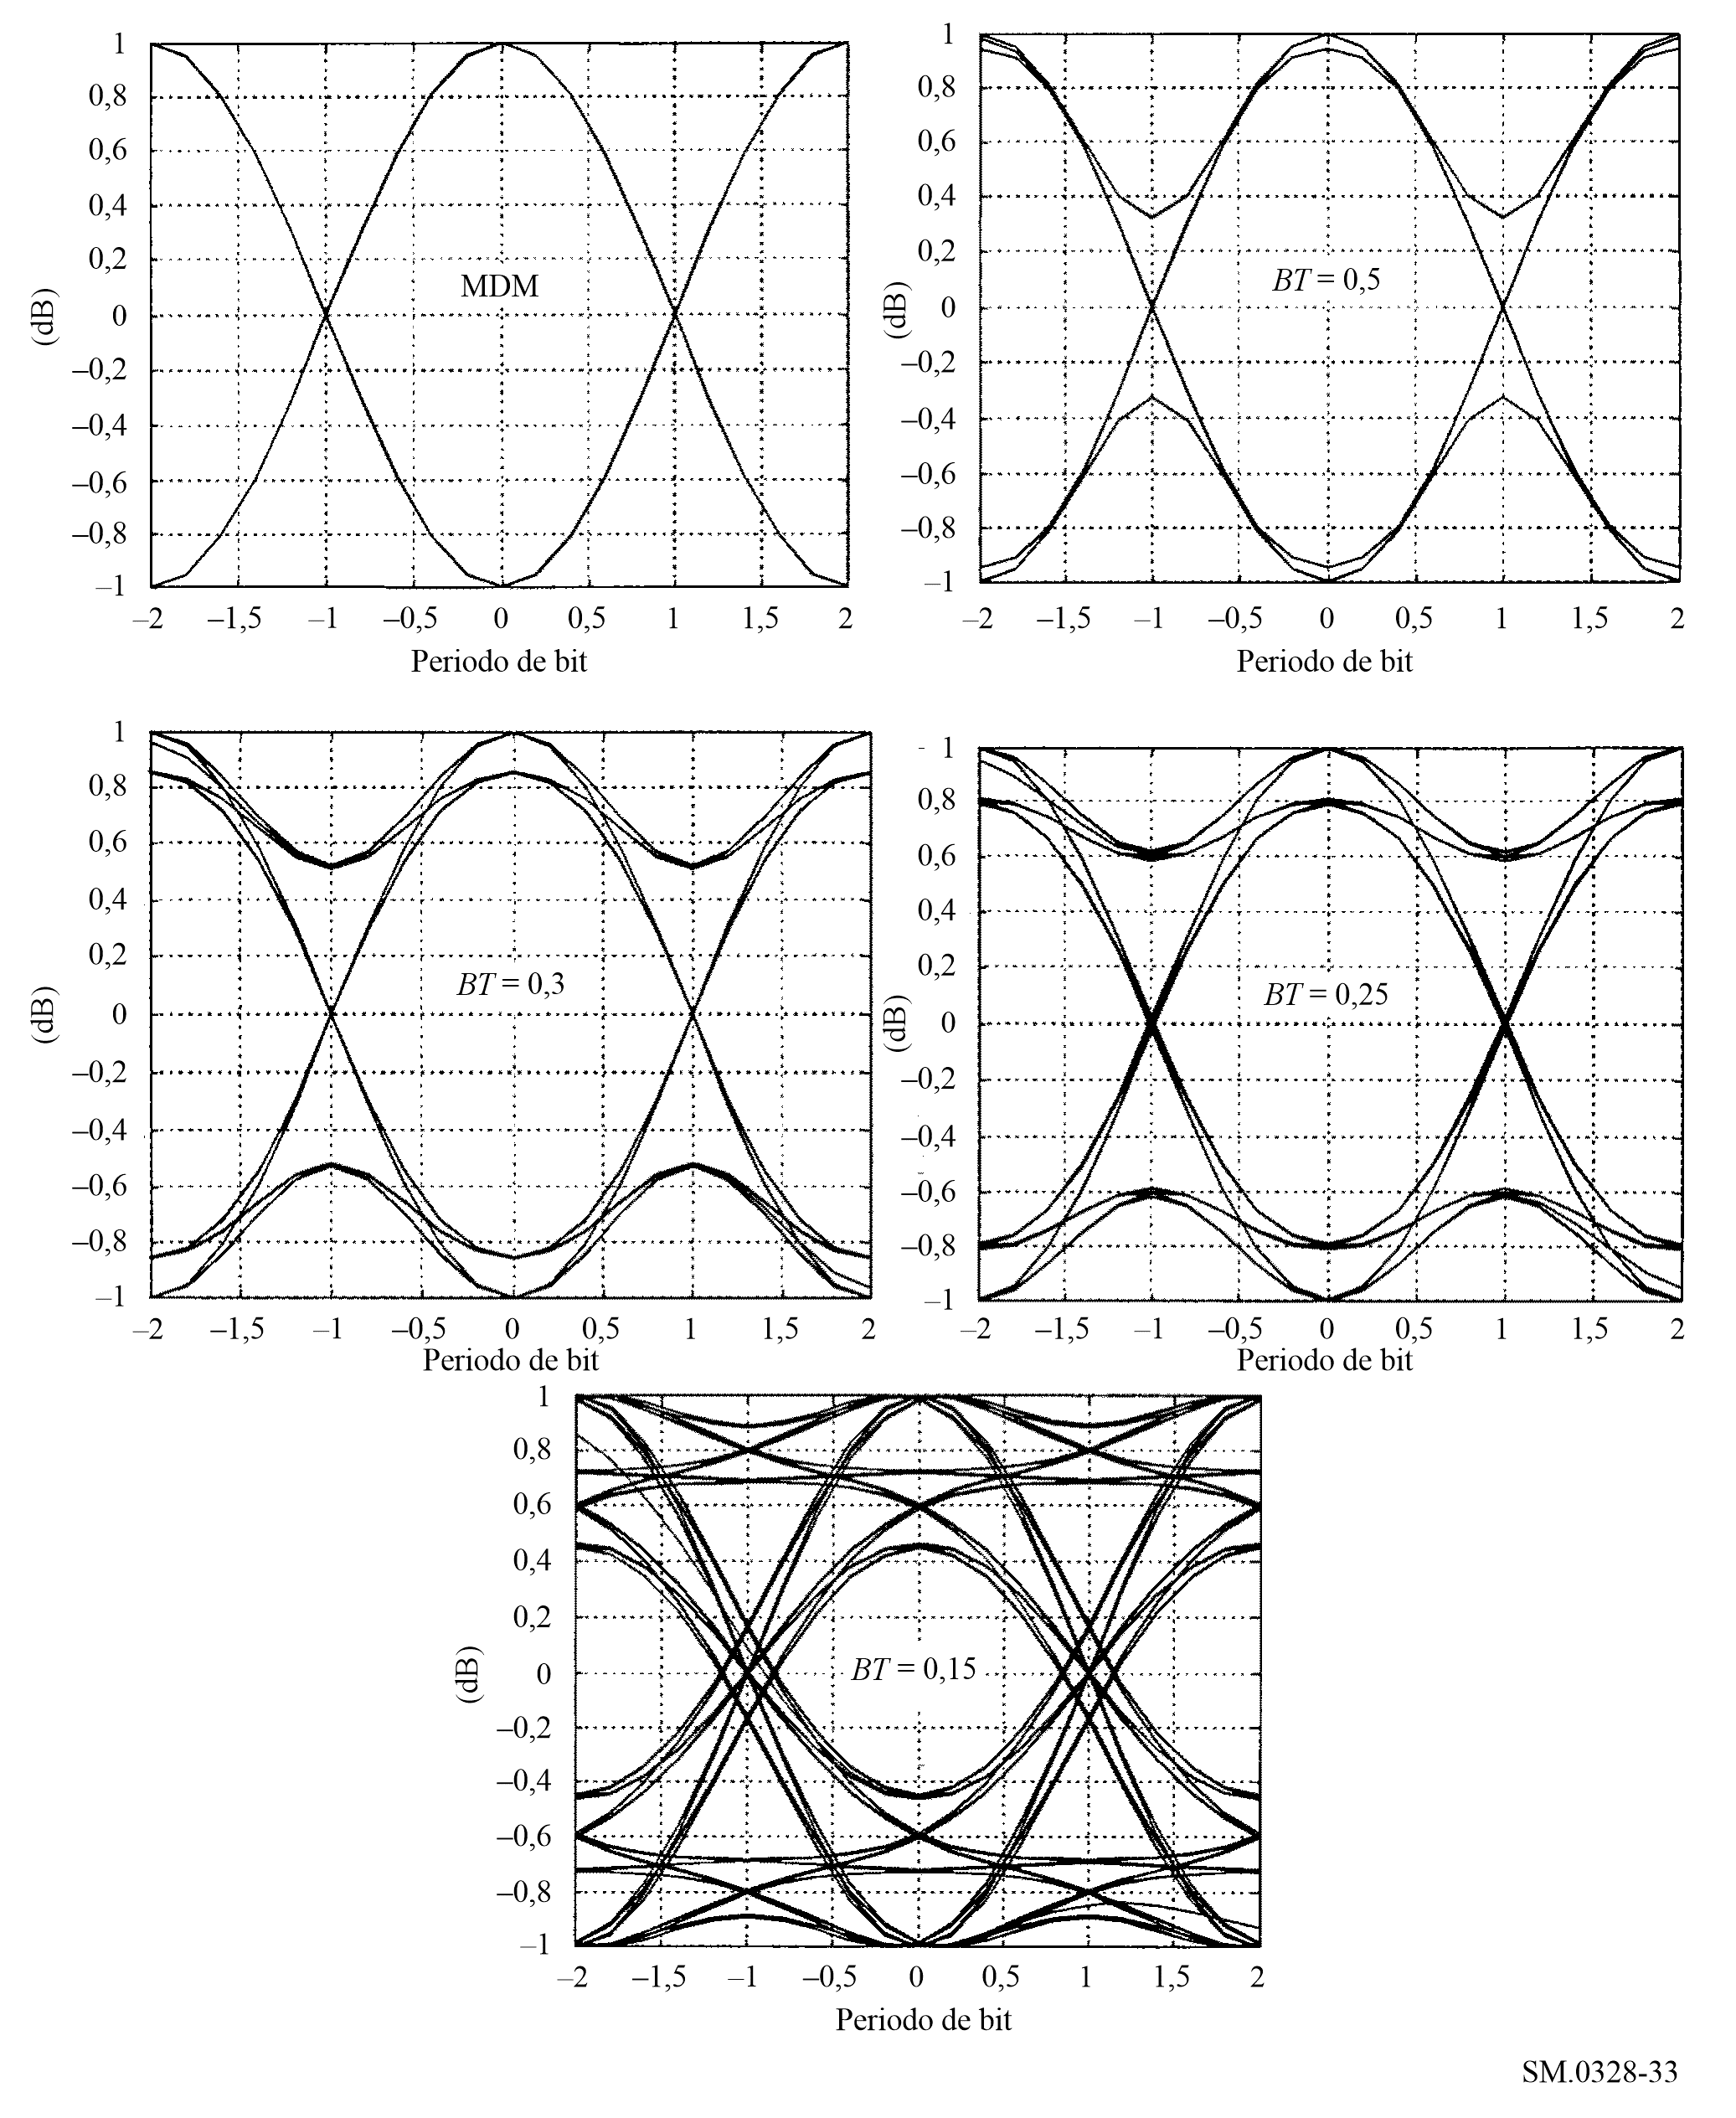 1
0,8
0,6
0,4
0,2
0
–0,2
–0,4
–0,6
–0,8
–1
(dB)
MDM
–2 –1,5 –1 –0,5 0 0,5 1 1,5 2
Periodo de bit
1
0,8
0,6
0,4
0,2
0
–0,2
–0,4
–0,6
–0,8
–1
(dB)
BT = 0,5
–2 –1,5 –1 –0,5 0 0,5 1 1,5 2
Periodo de bit
1
0,8
0,6
0,4
0,2
0
–0,2
–0,4
–0,6
–0,8
–1
(dB)
BT = 0,3
–2 –1,5 –1 –0,5 0 0,5 1 2
Periodo de bit
1
0,8
0,6
0,4
0,2
0
–0,2
–0,4
–0,6
–0,8
–1
(dB)
BT = 0,25
–2 –1,5 –1 –0,5 0 0,5 1 1,5 2
Periodo de bit
1
0,8
0,6
0,4
0,2
0
–0,2
–0,4
–0,6
–0,8
–1
(dB)
BT = 0,15
–2 –1,5 –1 –0,5 0 0,5 1 1,5 2
Periodo de bit
SM.0328-33